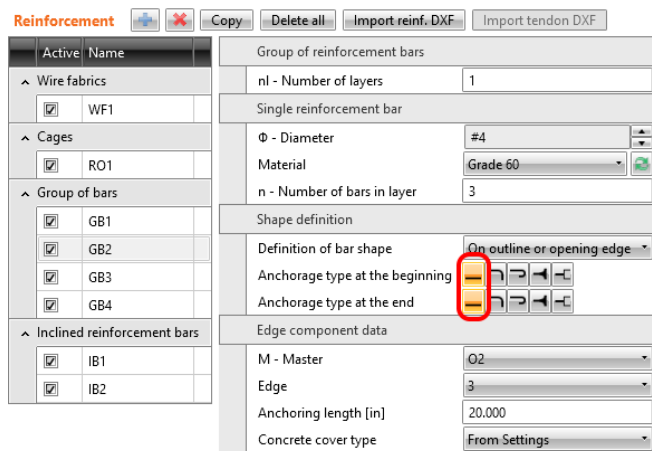 Reinforcement Copy Delete all Import reinf. DXF Import tendon DXF
Active Name
Wire fabrics
WF1
Cages
RO1
Group of bars
GB1
GB2
GB3
GB4
Inclined reinforcement bars
IB1
IB2
Group of reinforcement bars
nl - Number of layers 1
Single reinforcement bar
Φ - Diameter #4
Material Grade 60
n - Number of bars in layer 3
Shape definition
Definition of bar shape On outline or opening edge
Anchorage type at the beginning
Anchorage type at the end
Edge component data
M - Master O2
Edge 3
Anchoring length [in] 20.000
Concrete cover type From Settings